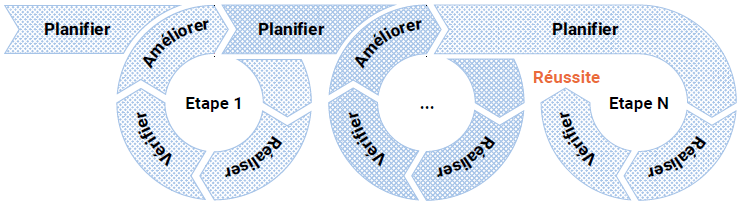 Planifier
Améliorer
Planifier
Améliorer
Planifier
Réussite
Etape 1
...
Etape N
Vérifier
Réaliser
Vérifier
Réaliser
Vérifier
Réaliser